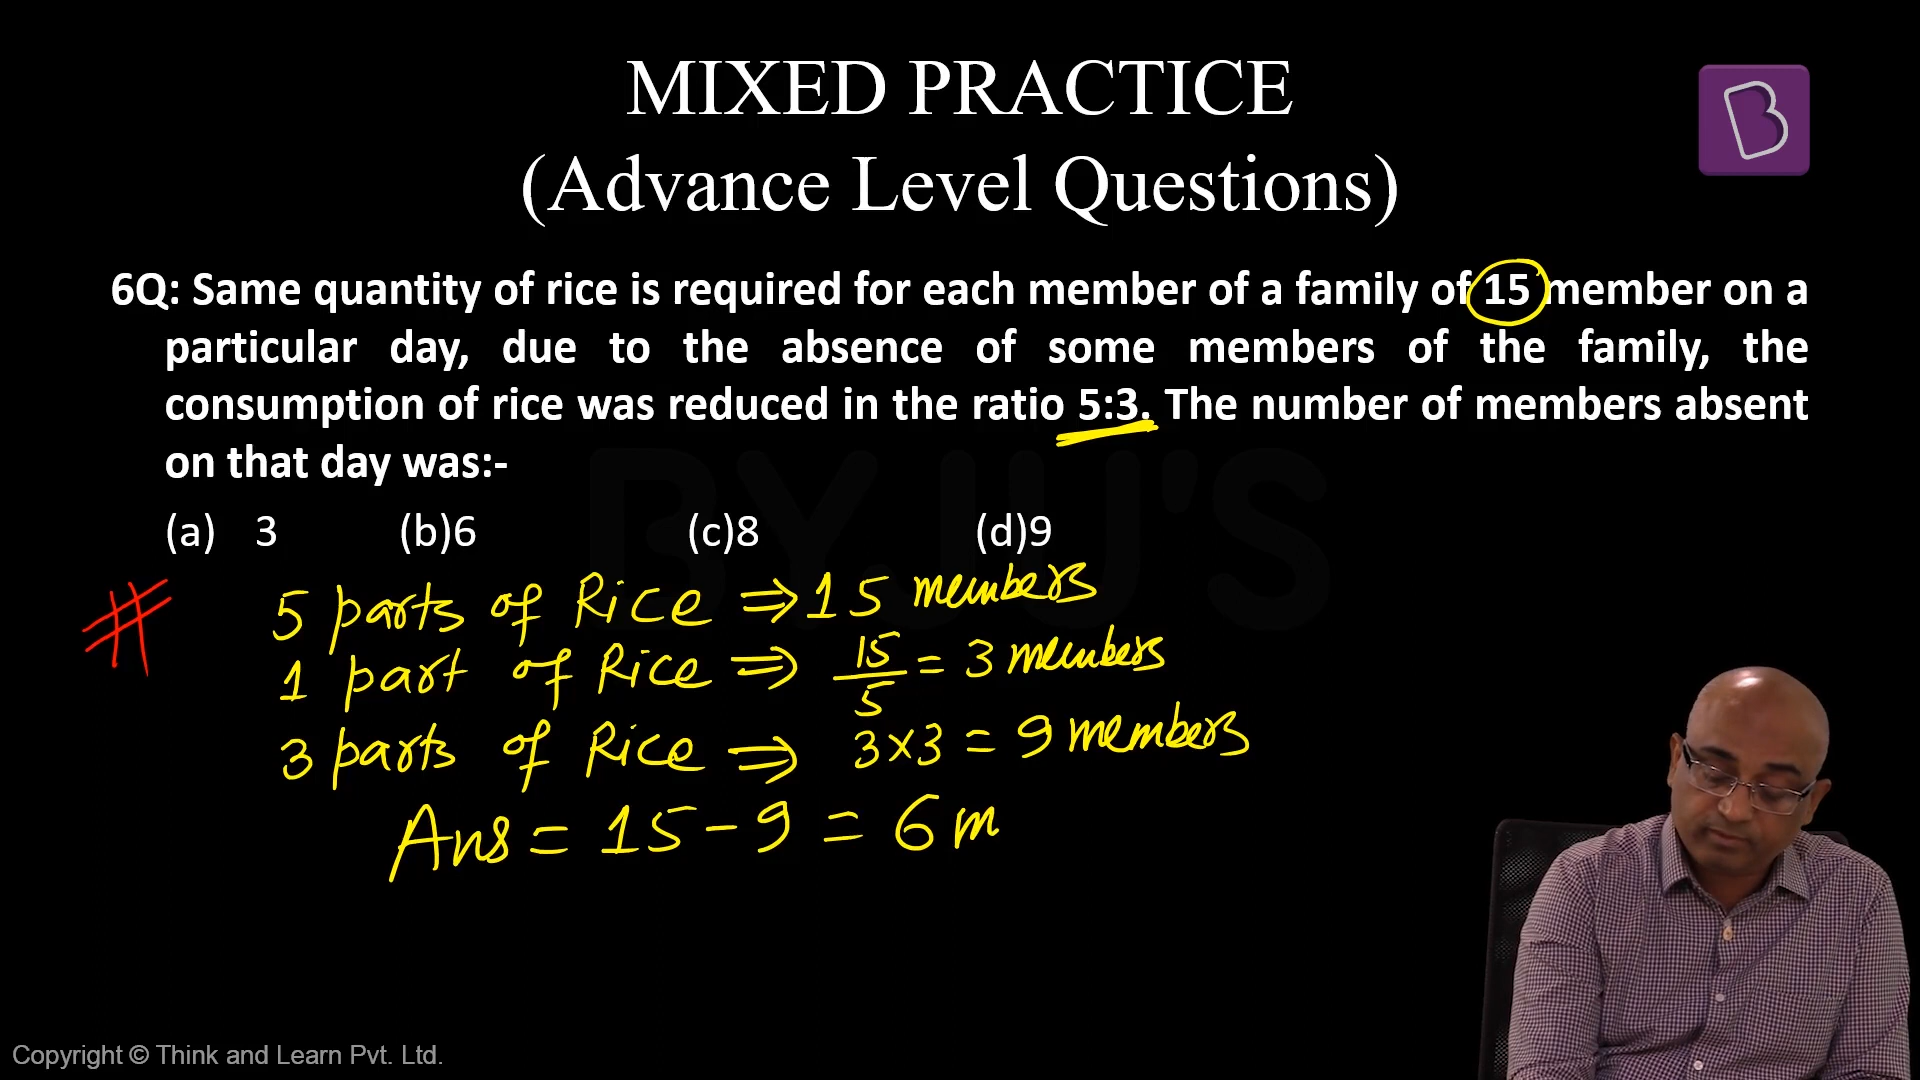 MIXED PRACTICE
(Advance Level Questions)
6Q: Same quantity of rice is required for each member of a family of 15 member on a
particular day, due to the absence of some members of the family, the
consumption of rice was reduced in the ratio 5:3. The number of members absent
on that day was:-
(a) 3 (b)6 (c)8 (d)9
BYJU'S
# 5 parts of Rice ⇒ 15 members
1 part of Rice ⇒ 15/5 = 3 members
3 parts of Rice ⇒ 3×3 = 9 members
Ans = 15 - 9 = 6 m
Copyright © Think and Learn Pvt. Ltd.